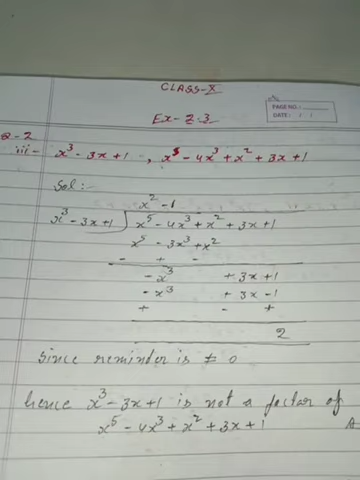 CLASS-X
PAGE NO.:
DATE: / /
Ex-2.3
Q-2
iii- x³ - 3x + 1 , x⁵ - 4x³ + x² + 3x + 1
Sol:-
x² - 1
x³ - 3x + 1 ) x⁵ - 4x³ + x² + 3x + 1
x⁵ - 3x³ + x²
- + -
- x³ + 3x + 1
- x³ + 3x - 1
+ - +
2
Since reminder is ≠ 0
hence x³ - 3x + 1 is not a factor of
x⁵ - 4x³ + x² + 3x + 1
A